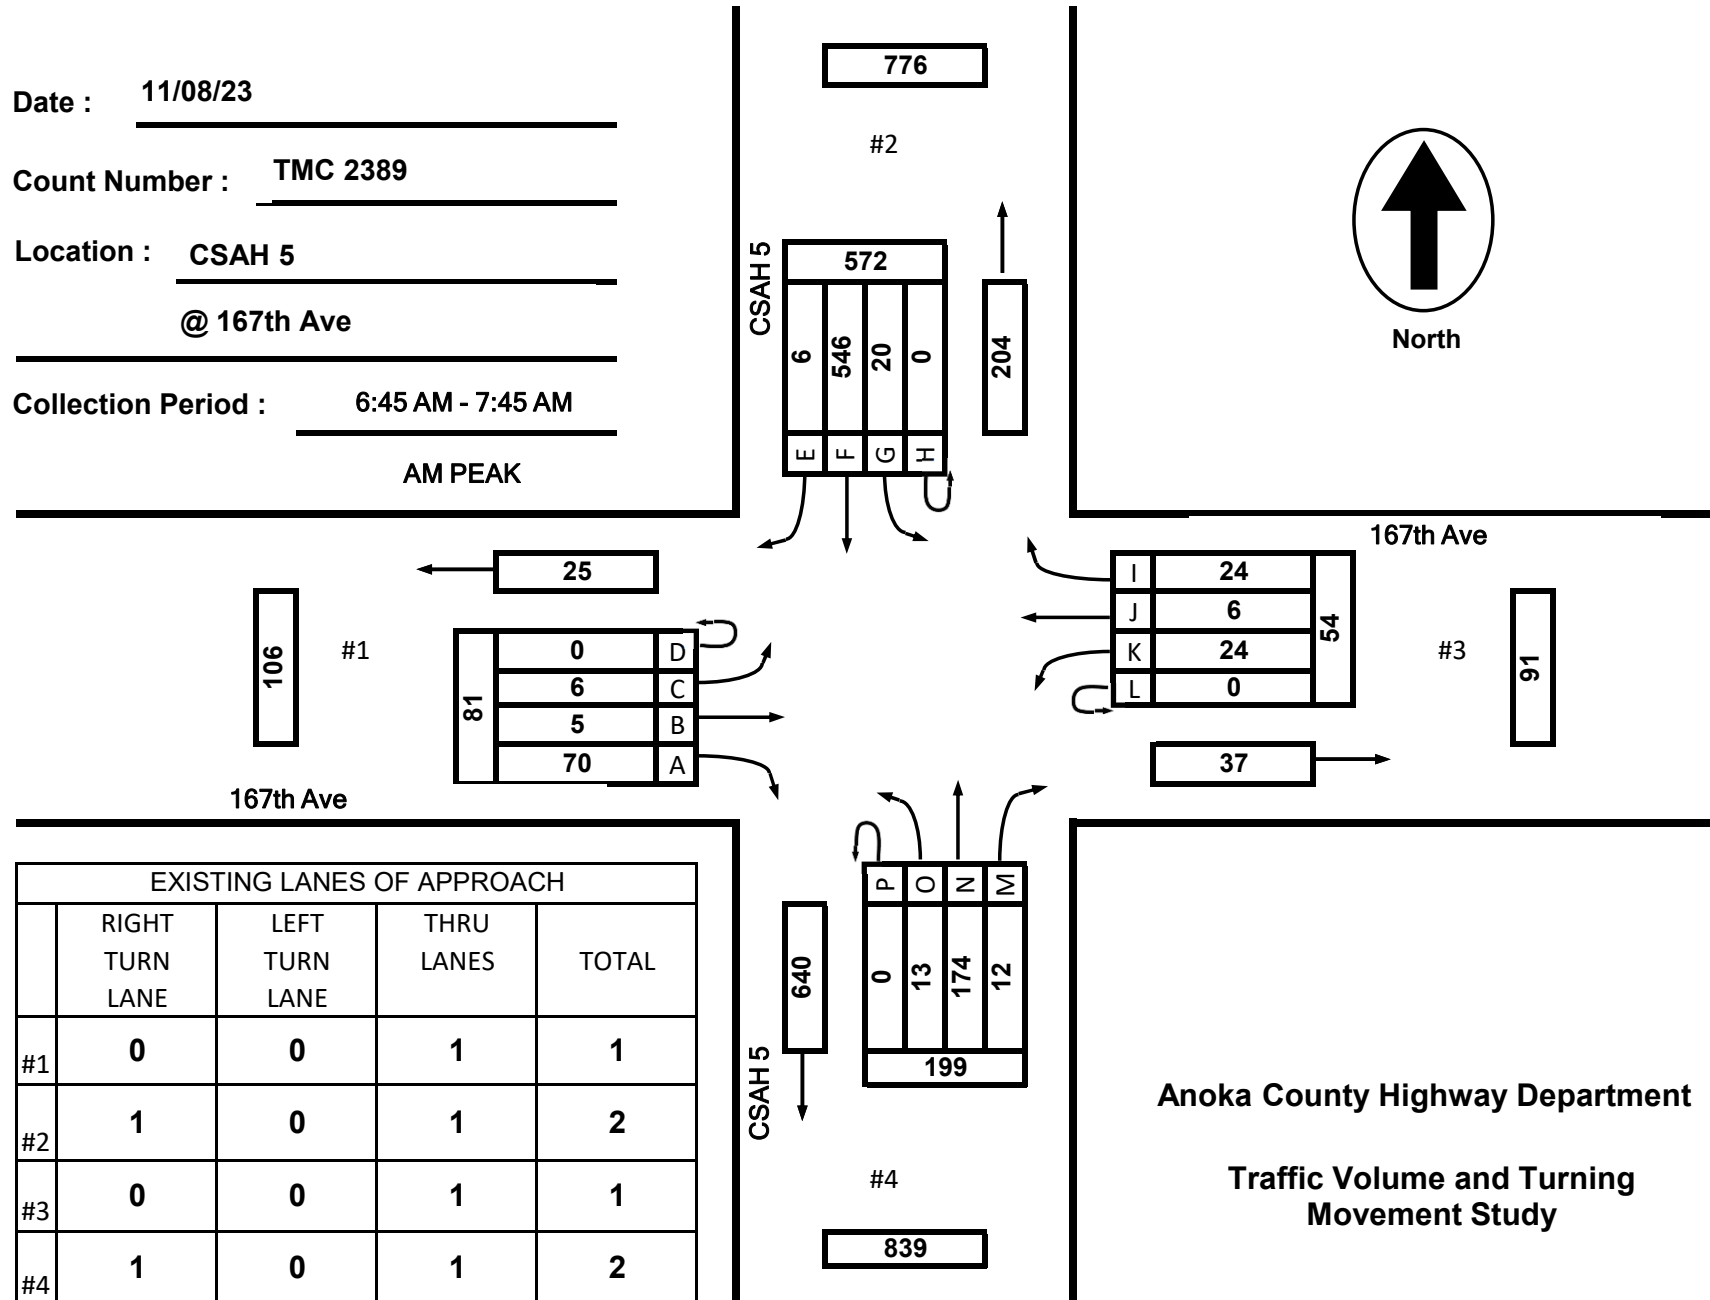 Date : 11/08/23
Count Number : TMC 2389
Location : CSAH 5
@ 167th Ave
Collection Period : 6:45 AM - 7:45 AM
AM PEAK
776
#2
CSAH 5
572
6 546 20 0
E F G H
204
North
167th Ave
25
106
#1
81
0 D
6 C
5 B
70 A
167th Ave
I 24
J 6
K 24
L 0
54
#3
91
37
P O N M
0 13 174 12
199
640
CSAH 5
#4
839
EXISTING LANES OF APPROACH
RIGHT TURN LANE
LEFT TURN LANE
THRU LANES
TOTAL
#1 0 0 1 1
#2 1 0 1 2
#3 0 0 1 1
#4 1 0 1 2
Anoka County Highway Department
Traffic Volume and Turning
Movement Study